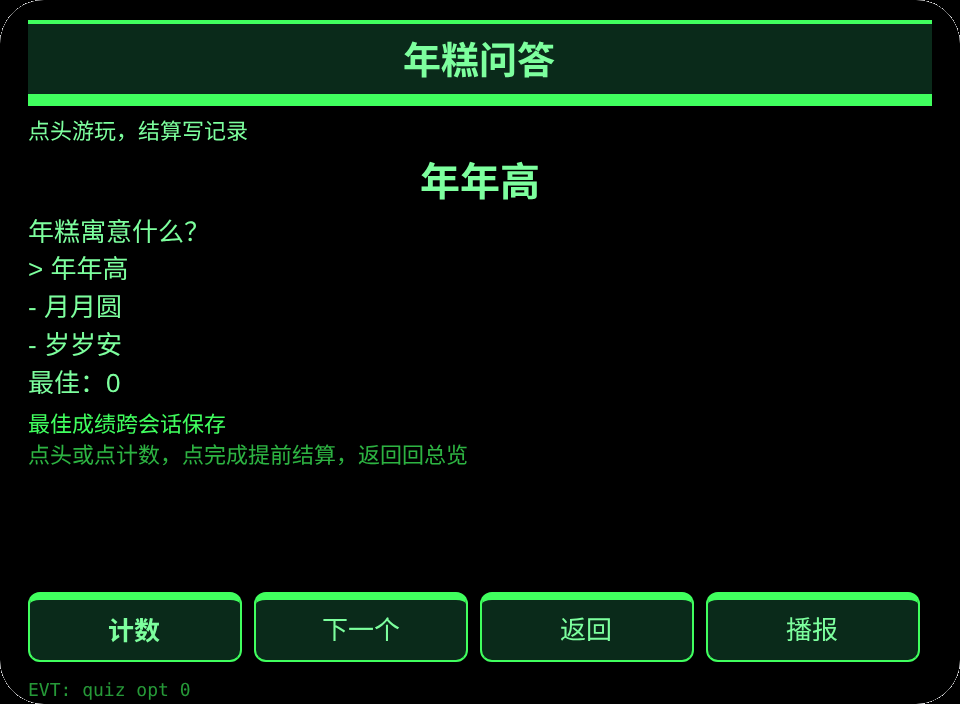 年糕问答
点头游玩，结算写记录
年年高
年糕寓意什么？
> 年年高
- 月月圆
- 岁岁安
最佳：0
最佳成绩跨会话保存
点头或点计数，点完成提前结算，返回回总览
计数
下一个
返回
播报
EVT: quiz opt 0